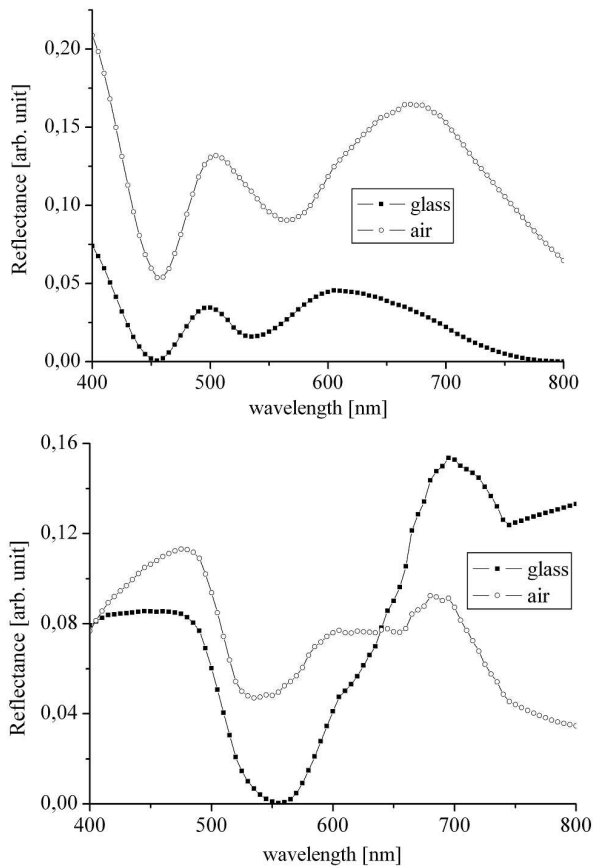 0,20
0,15
0,10
0,05
0,00
Reflectance [arb. unit]
glass
air
400 500 600 700 800
wavelength [nm]
0,16
0,12
0,08
0,04
0,00
Reflectance [arb. unit]
glass
air
400 500 600 700 800
wavelength [nm]